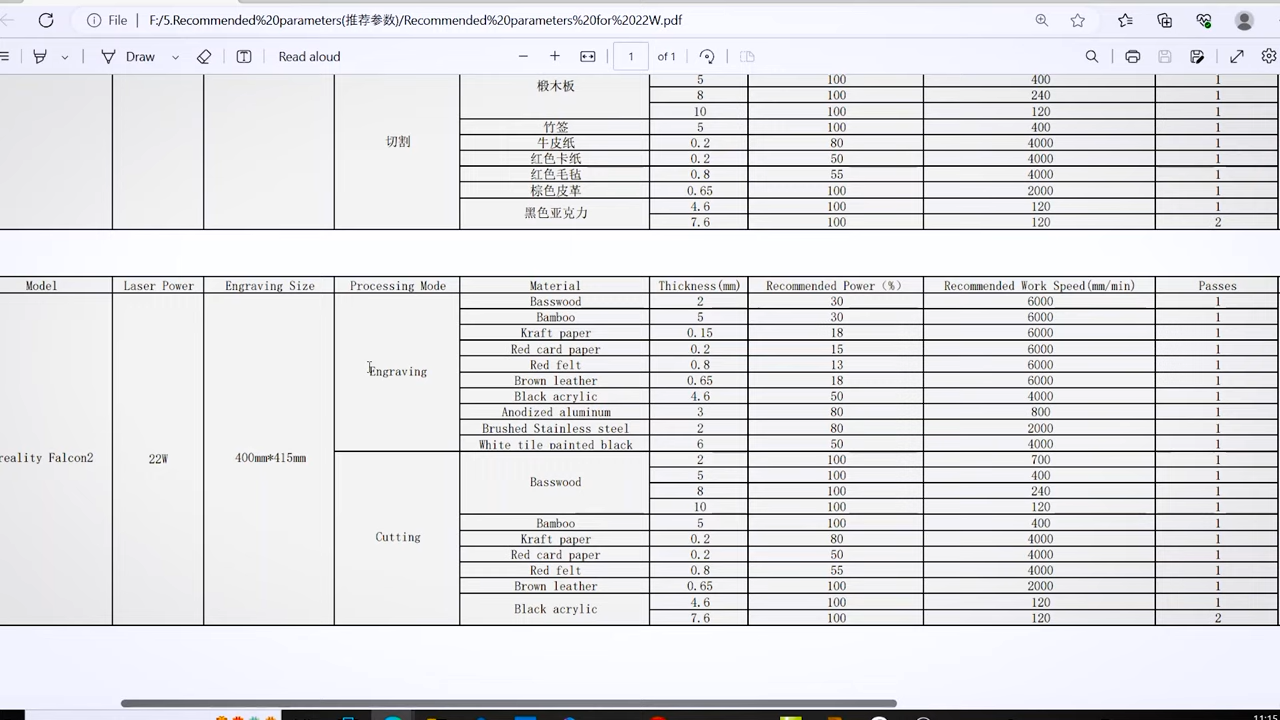 File F:/5.Recommended%20parameters(推荐参数)/Recommended%20parameters%20for%2022W.pdf
Draw Read aloud 1 of 1
切割
椴木板 5 100 400 1
8 100 240 1
10 100 120 1
竹签 5 100 400 1
牛皮纸 0.2 80 4000 1
红色卡纸 0.2 50 4000 1
红色毛毡 0.8 55 4000 1
棕色皮革 0.65 100 2000 1
黑色亚克力 4.6 100 120 1
7.6 100 120 2
Model Laser Power Engraving Size Processing Mode Material Thickness(mm) Recommended Power (%) Recommended Work Speed(mm/min) Passes
reality Falcon2 22W 400mm*415mm
Engraving
Basswood 2 30 6000 1
Bamboo 5 30 6000 1
Kraft paper 0.15 18 6000 1
Red card paper 0.2 15 6000 1
Red felt 0.8 13 6000 1
Brown leather 0.65 18 6000 1
Black acrylic 4.6 50 4000 1
Anodized aluminum 3 80 800 1
Brushed Stainless steel 2 80 2000 1
White tile painted black 6 50 4000 1
Cutting
Basswood 2 100 700 1
5 100 400 1
8 100 240 1
10 100 120 1
Bamboo 5 100 400 1
Kraft paper 0.2 80 4000 1
Red card paper 0.2 50 4000 1
Red felt 0.8 55 4000 1
Brown leather 0.65 100 2000 1
Black acrylic 4.6 100 120 1
7.6 100 120 2